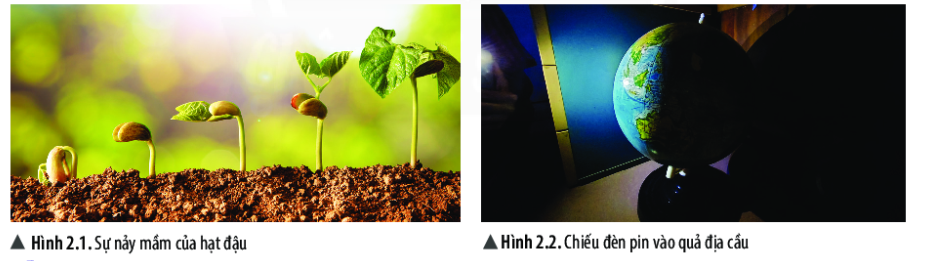 ▲ Hình 2.1. Sự nảy mầm của hạt đậu
▲ Hình 2.2. Chiếu đèn pin vào quả địa cầu